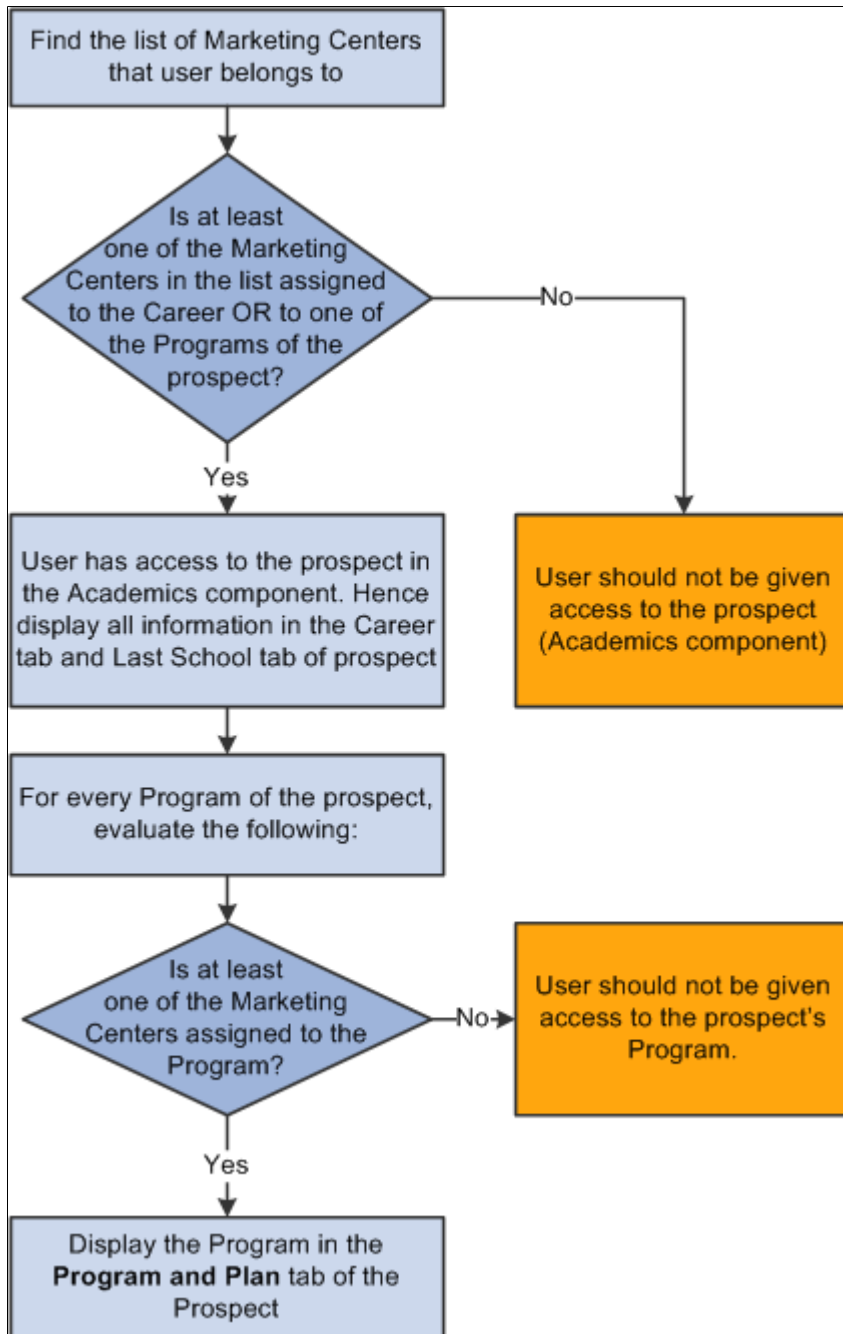 Find the list of Marketing Centers
that user belongs to
Is at least
one of the Marketing
Centers in the list assigned
to the Career OR to one of
the Programs of the
prospect?
No
Yes
User has access to the prospect in
the Academics component. Hence
display all information in the Career
tab and Last School tab of prospect
User should not be given
access to the prospect
(Academics component)
For every Program of the prospect,
evaluate the following:
Is at least
one of the Marketing
Centers assigned to the
Program?
No
User should not be given
access to the prospect's
Program.
Yes
Display the Program in the
Program and Plan tab of the
Prospect